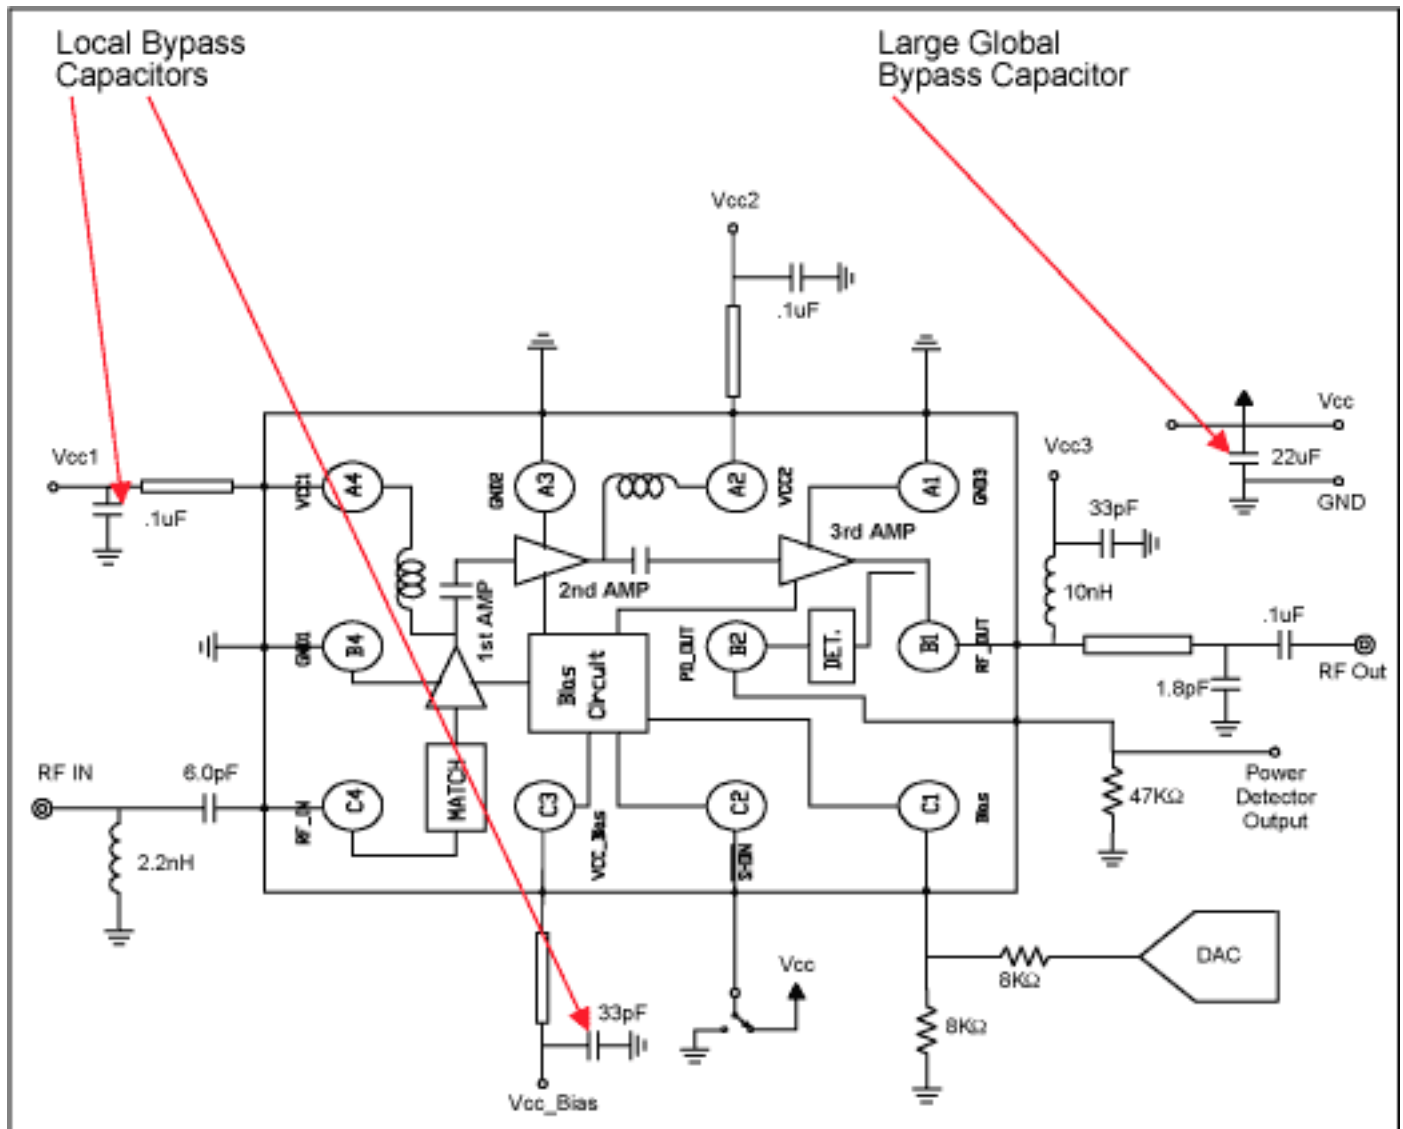 Local Bypass
Capacitors
Large Global
Bypass Capacitor
Vcc2
.1uF
Vcc1
.1uF
VCC1
A4
GND2
A3
A2
VCC2
A1
GND3
Vcc
22uF
GND
Vcc3
33pF
10nH
3rd AMP
2nd AMP
1st AMP
GND1
B4
Bias
Circuit
PD_OUT
B2
DET.
B1
RF_OUT
.1uF
RF Out
1.8pF
RF IN
6.0pF
2.2nH
RF_IN
C4
MATCH
C3
VCC_Bias
C2
SHDN
C1
Bias
47KΩ
Power
Detector
Output
33pF
Vcc_Bias
Vcc
8KΩ
8KΩ
DAC